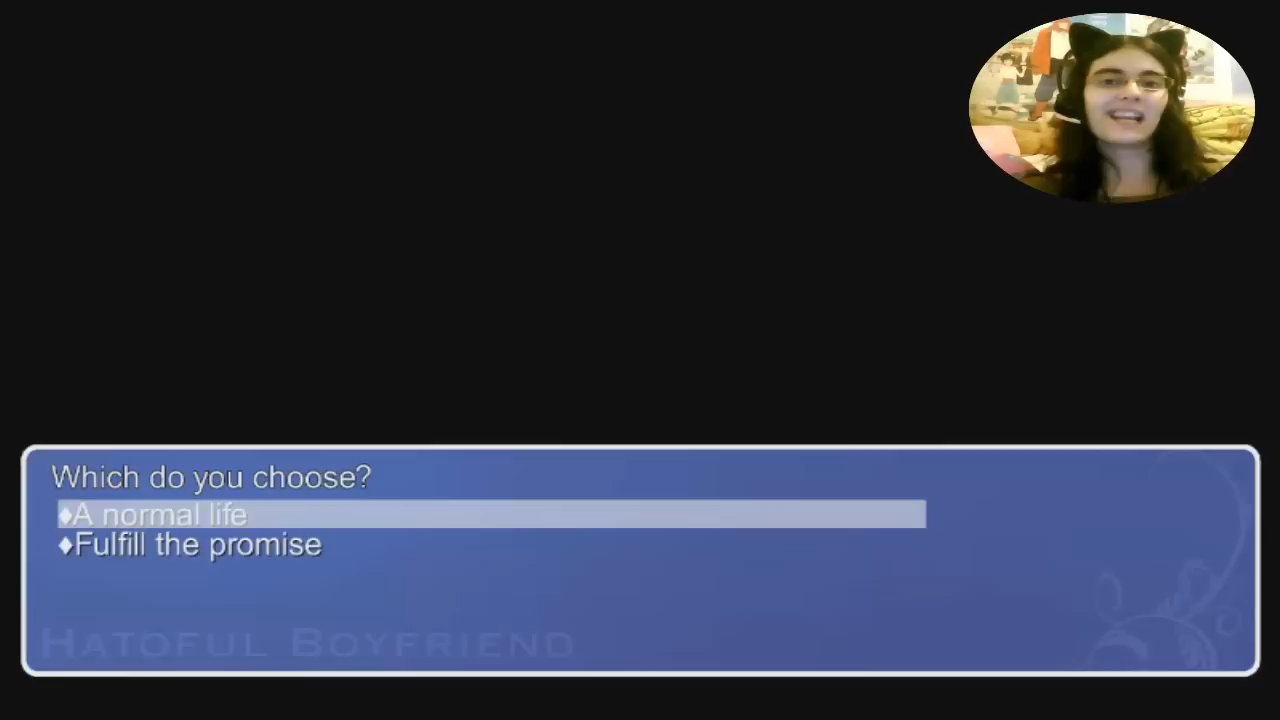 Which do you choose?
♦A normal life
♦Fulfill the promise
HATOFUL BOYFRIEND